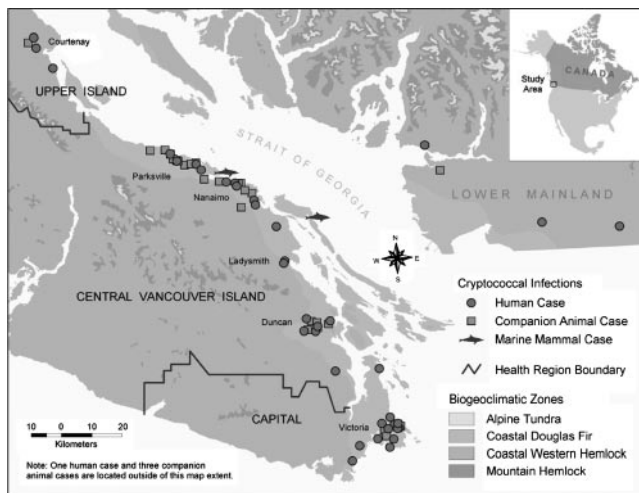 Courtenay
UPPER ISLAND
STRAIT OF GEORGIA
CANADA
Study
Area
Parksville
Nanaimo
LOWER MAINLAND
Ladysmith
N
W E
S
CENTRAL VANCOUVER ISLAND
Duncan
CAPITAL
Victoria
10 0 10 20
Kilometers
Note: One human case and three companion
animal cases are located outside of this map extent.
Cryptococcal Infections
Human Case
Companion Animal Case
Marine Mammal Case
Health Region Boundary
Biogeoclimatic Zones
Alpine Tundra
Coastal Douglas Fir
Coastal Western Hemlock
Mountain Hemlock